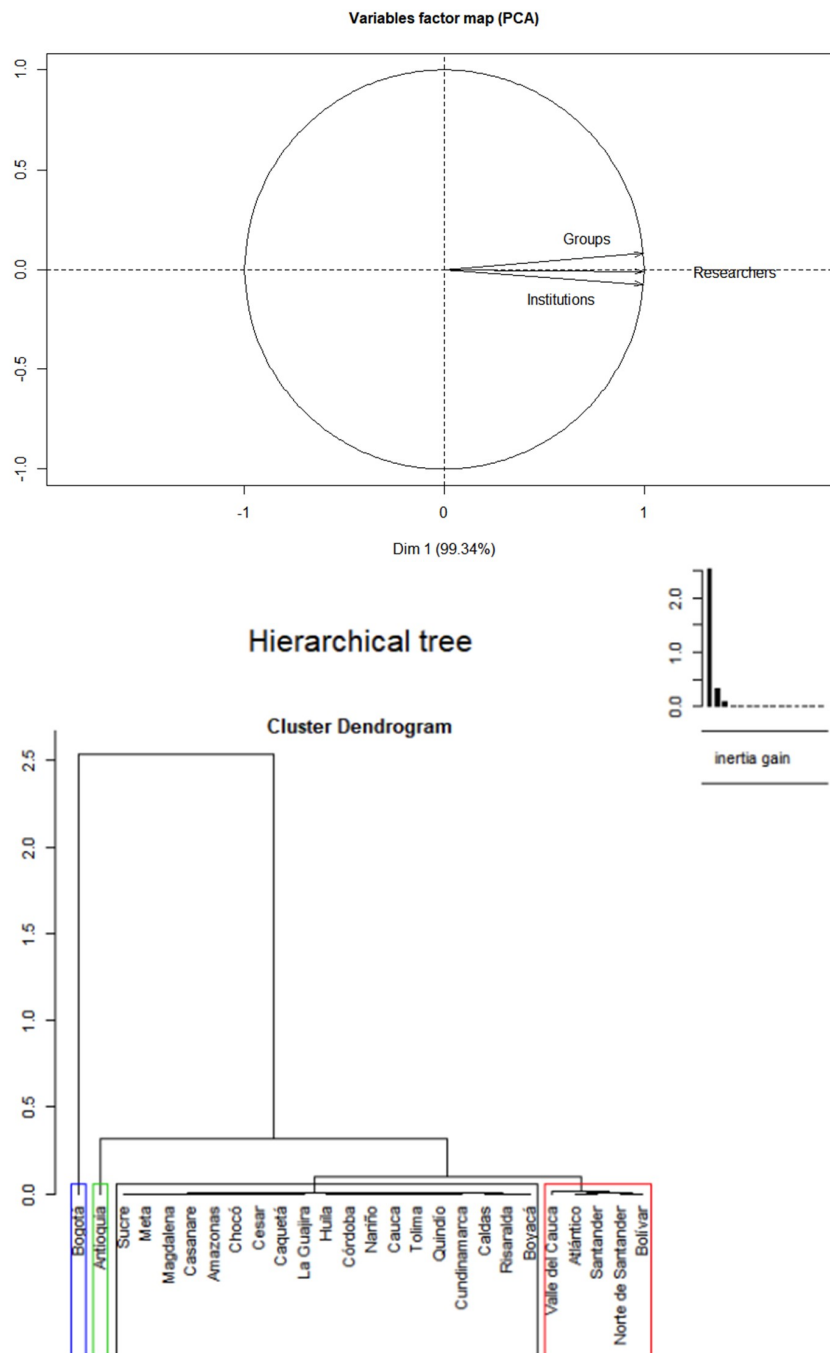 Variables factor map (PCA)
1.0
0.5
0.0
-0.5
-1.0
Groups
Researchers
Institutions
-1
0
1
Dim 1 (99.34%)
Hierarchical tree
2.0
1.0
0.0
inertia gain
Cluster Dendrogram
2.5
2.0
1.5
1.0
0.5
0.0
Bogotá
Antioquia
Sucre
Meta
Magdalena
Casanare
Amazonas
Chocó
Cesar
Caquetá
La Guajira
Huila
Córdoba
Nariño
Cauca
Tolima
Quindío
Cundinamarca
Caldas
Risaralda
Boyacá
Valle del Cauca
Atlántico
Santander
Norte de Santander
Bolívar